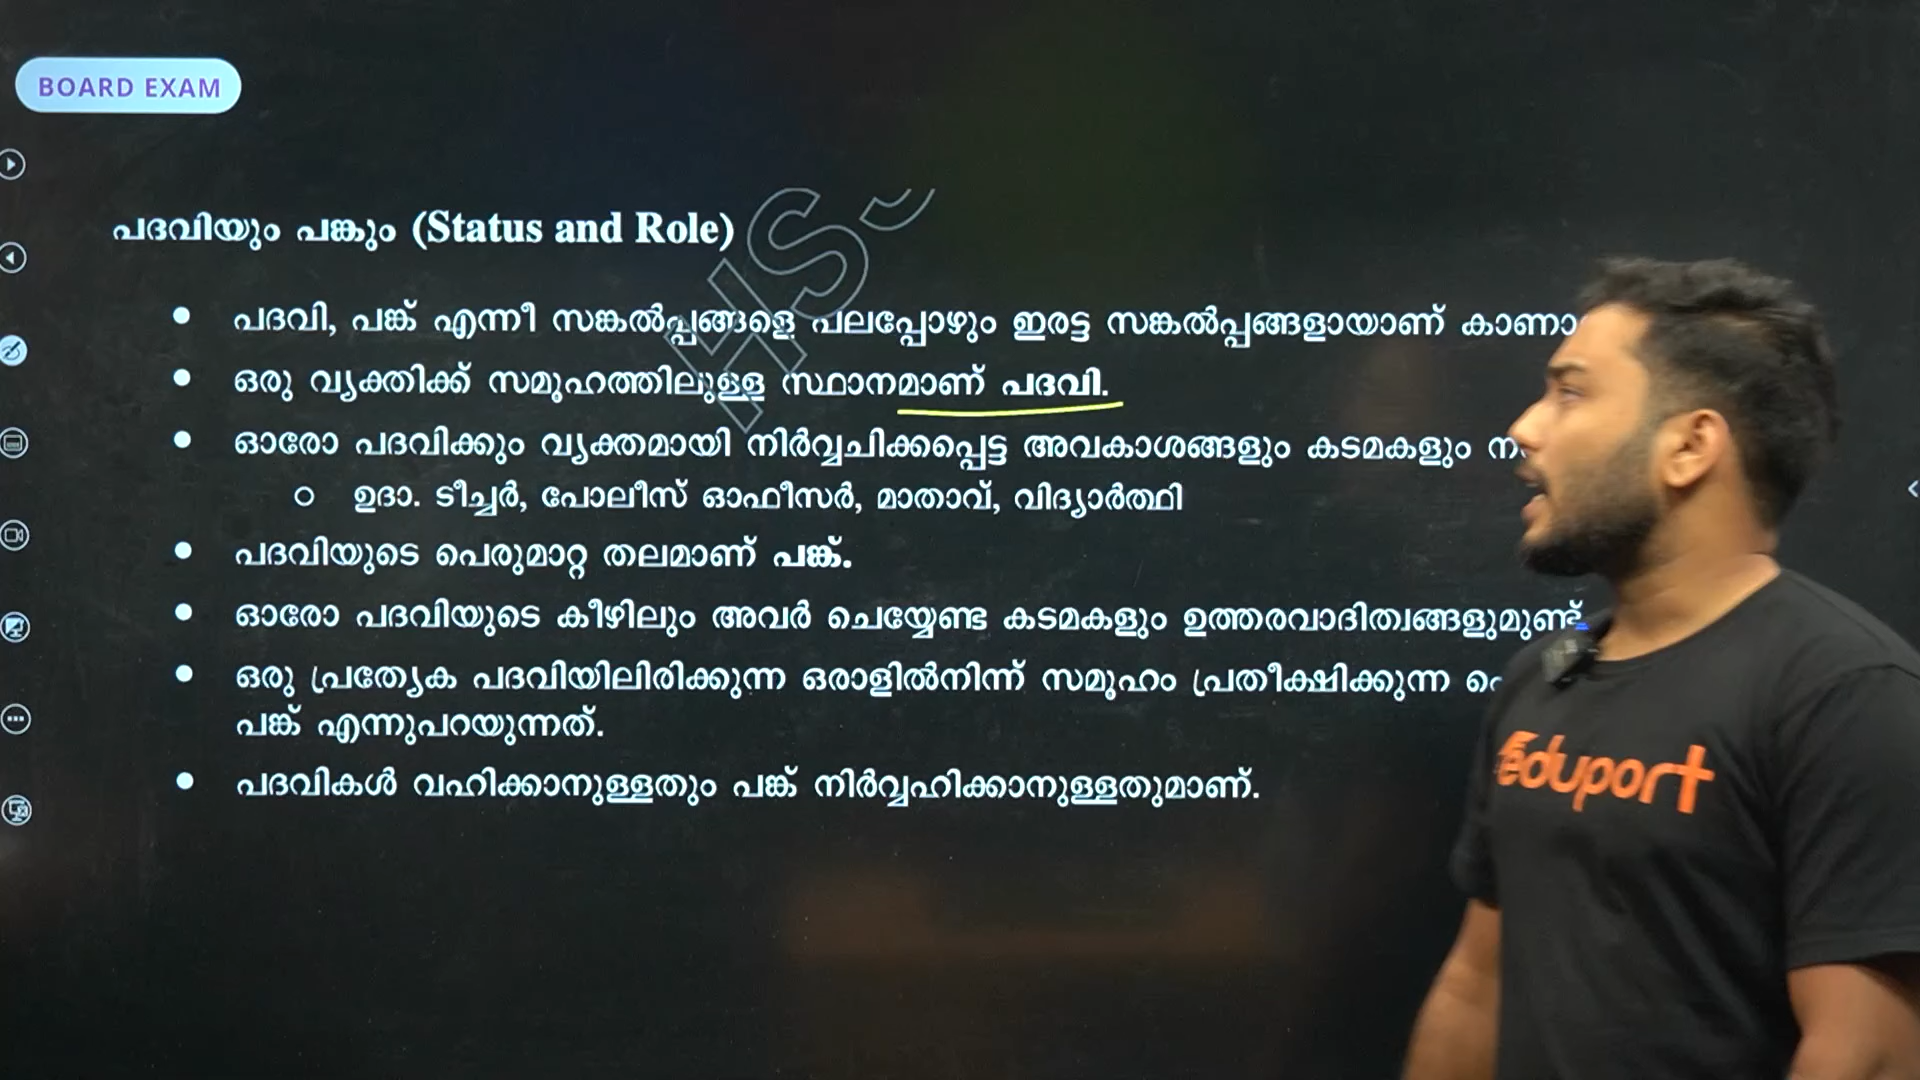 BOARD EXAM
പദവിയും പങ്കും (Status and Role)
പദവി, പങ്ക് എന്നീ സങ്കൽപ്പങ്ങളെ പലപ്പോഴും ഇരട്ട സങ്കൽപ്പങ്ങളായാണ്
ഒരു വ്യക്തിക്ക് സമൂഹത്തിലുള്ള സ്ഥാനമാണ് പദവി.
ഓരോ പദവിക്കും വ്യക്തമായി നിർവ്വചിക്കപ്പെട്ട അവകാശങ്ങളും കടമകളും
ഉദാ. ടീച്ചർ, പോലീസ് ഓഫീസർ, മാതാവ്, വിദ്യാർത്ഥി
പദവിയുടെ പെരുമാറ്റ തലമാണ് പങ്ക്.
ഓരോ പദവിയുടെ കീഴിലും അവർ ചെയ്യേണ്ട കടമകളും ഉത്തരവാദിത്വങ്ങളുമുണ്ട്.
ഒരു പ്രത്യേക പദവിയിലിരിക്കുന്ന ഒരാളിൽനിന്ന് സമൂഹം പ്രതീക്ഷിക്കുന്ന
പങ്ക് എന്നുപറയുന്നത്.
പദവികൾ വഹിക്കാനുള്ളതും പങ്ക് നിർവ്വഹിക്കാനുള്ളതുമാണ്.
HS
eduport